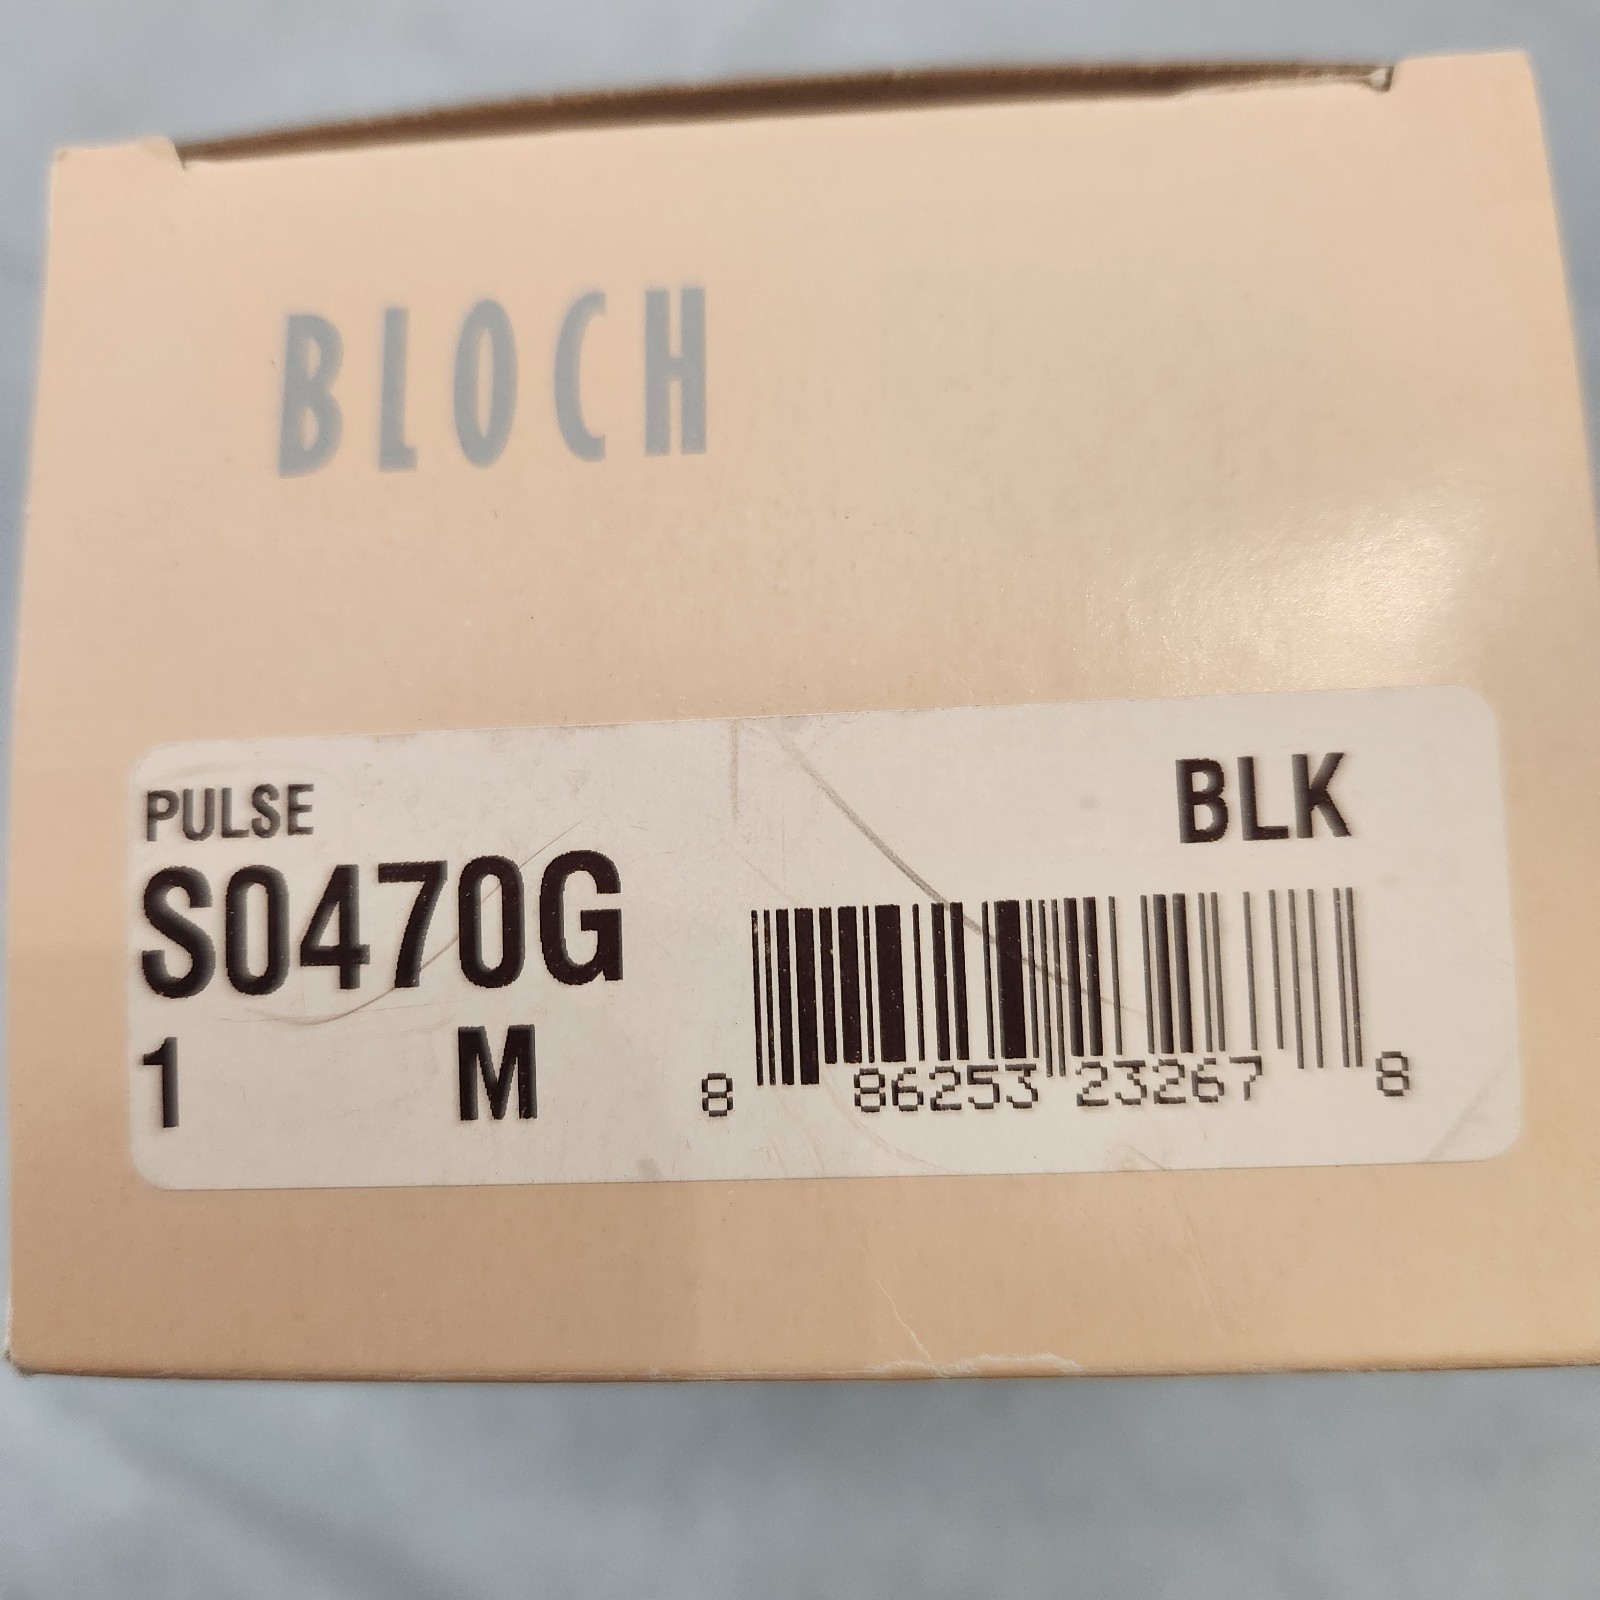 BLOCH
PULSE
BLK
S0470G
1 M
8 86253 23267 8